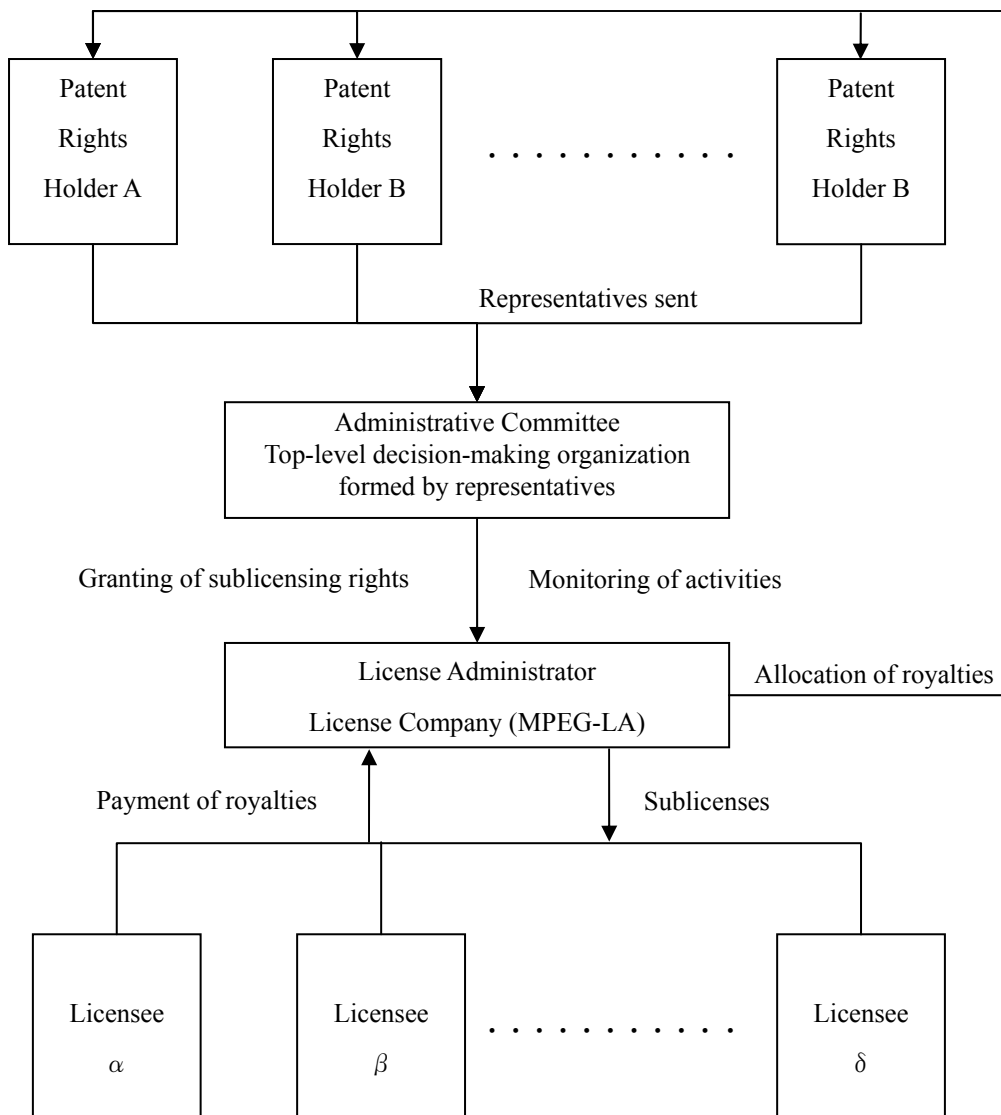 Patent
Rights
Holder A
Patent
Rights
Holder B
. . . . . . . . . . .
Patent
Rights
Holder B
Representatives sent
Administrative Committee
Top-level decision-making organization
formed by representatives
Granting of sublicensing rights
Monitoring of activities
License Administrator
License Company (MPEG-LA)
Allocation of royalties
Payment of royalties
Sublicenses
Licensee
α
Licensee
β
. . . . . . . . . . .
Licensee
δ